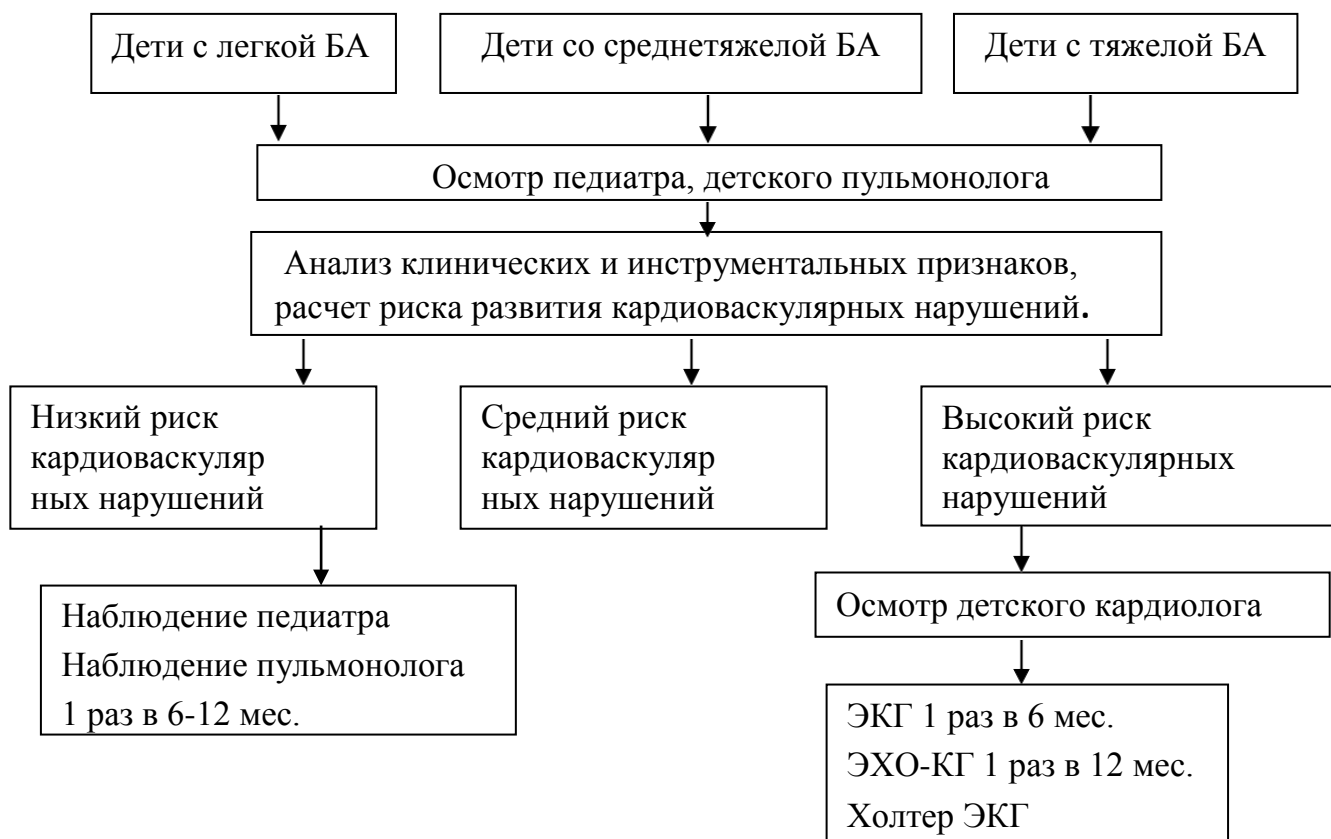 Дети с легкой БА
Дети со среднетяжелой БА
Дети с тяжелой БА
Осмотр педиатра, детского пульмонолога
Анализ клинических и инструментальных признаков,
расчет риска развития кардиоваскулярных нарушений.
Низкий риск
кардиоваскуляр
ных нарушений
Средний риск
кардиоваскуляр
ных нарушений
Высокий риск
кардиоваскулярных
нарушений
Наблюдение педиатра
Наблюдение пульмонолога
1 раз в 6-12 мес.
Осмотр детского кардиолога
ЭКГ 1 раз в 6 мес.
ЭХО-КГ 1 раз в 12 мес.
Холтер ЭКГ